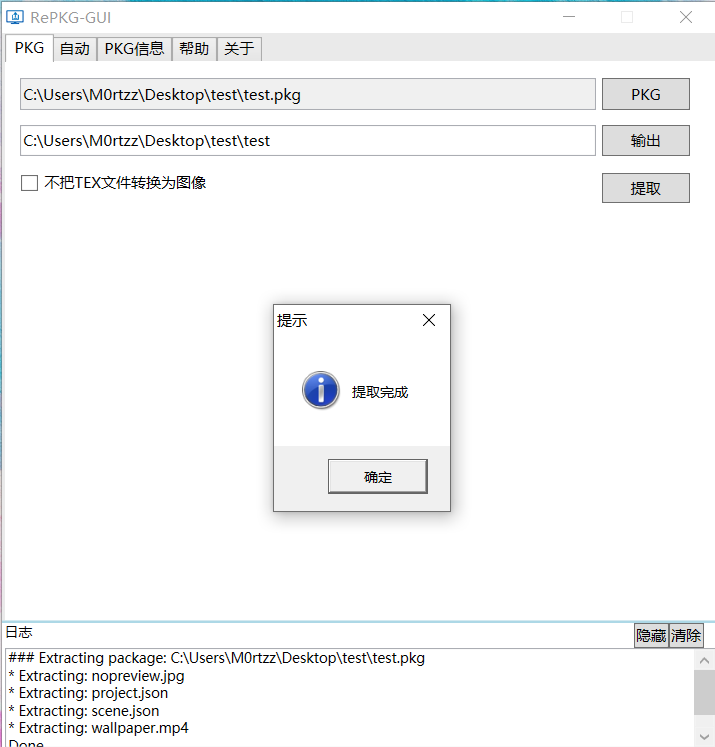 RePKG-GUI
PKG 自动 PKG信息 帮助 关于
C:\Users\M0rtzz\Desktop\test\test.pkg PKG
C:\Users\M0rtzz\Desktop\test\test 输出
不把TEX文件转换为图像 提取
提示
提取完成
确定
日志 隐藏 清除
### Extracting package: C:\Users\M0rtzz\Desktop\test\test.pkg
* Extracting: nopreview.jpg
* Extracting: project.json
* Extracting: scene.json
* Extracting: wallpaper.mp4
Done